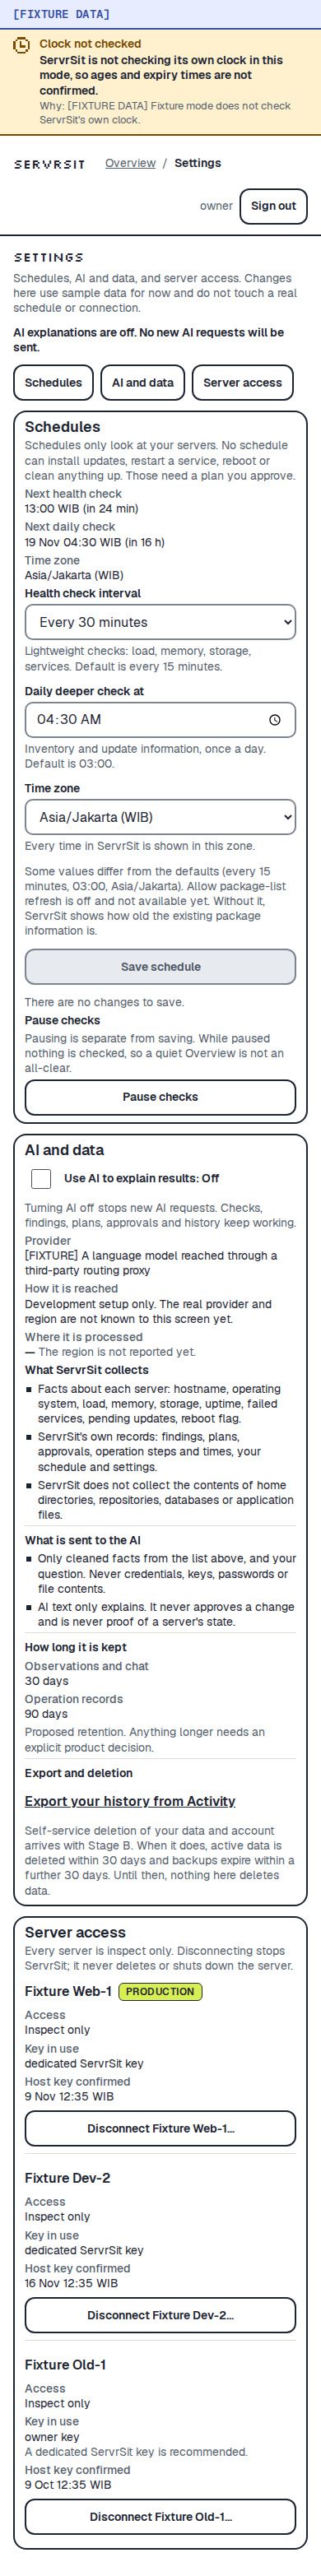 [FIXTURE DATA]
Clock not checked
ServrSit is not checking its own clock in this
mode, so ages and expiry times are not
confirmed.
Why: [FIXTURE DATA] Fixture mode does not check
ServrSit's own clock.
SERVRSIT
Overview / Settings
owner
Sign out
SETTINGS
Schedules, AI and data, and server access. Changes
here use sample data for now and do not touch a real
schedule or connection.
AI explanations are off. No new AI requests will be
sent.
Schedules
AI and data
Server access
Schedules
Schedules only look at your servers. No schedule
can install updates, restart a service, reboot or
clean anything up. Those need a plan you approve.
Next health check
13:00 WIB (in 24 min)
Next daily check
19 Nov 04:30 WIB (in 16 h)
Time zone
Asia/Jakarta (WIB)
Health check interval
Every 30 minutes
Lightweight checks: load, memory, storage,
services. Default is every 15 minutes.
Daily deeper check at
04:30 AM
Inventory and update information, once a day.
Default is 03:00.
Time zone
Asia/Jakarta (WIB)
Every time in ServrSit is shown in this zone.
Some values differ from the defaults (every 15
minutes, 03:00, Asia/Jakarta). Allow package-list
refresh is off and not available yet. Without it,
ServrSit shows how old the existing package
information is.
Save schedule
There are no changes to save.
Pause checks
Pausing is separate from saving. While paused
nothing is checked, so a quiet Overview is not an
all-clear.
Pause checks
AI and data
Use AI to explain results: Off
Turning AI off stops new AI requests. Checks,
findings, plans, approvals and history keep working.
Provider
[FIXTURE] A language model reached through a
third-party routing proxy
How it is reached
Development setup only. The real provider and
region are not known to this screen yet.
Where it is processed
— The region is not reported yet.
What ServrSit collects
▪ Facts about each server: hostname, operating
system, load, memory, storage, uptime, failed
services, pending updates, reboot flag.
▪ ServrSit's own records: findings, plans,
approvals, operation steps and times, your
schedule and settings.
▪ ServrSit does not collect the contents of home
directories, repositories, databases or application
files.
What is sent to the AI
▪ Only cleaned facts from the list above, and your
question. Never credentials, keys, passwords or
file contents.
▪ AI text only explains. It never approves a change
and is never proof of a server's state.
How long it is kept
Observations and chat
30 days
Operation records
90 days
Proposed retention. Anything longer needs an
explicit product decision.
Export and deletion
Export your history from Activity
Self-service deletion of your data and account
arrives with Stage B. When it does, active data is
deleted within 30 days and backups expire within a
further 30 days. Until then, nothing here deletes
data.
Server access
Every server is inspect only. Disconnecting stops
ServrSit; it never deletes or shuts down the server.
Fixture Web-1 PRODUCTION
Access
Inspect only
Key in use
dedicated ServrSit key
Host key confirmed
9 Nov 12:35 WIB
Disconnect Fixture Web-1…
Fixture Dev-2
Access
Inspect only
Key in use
dedicated ServrSit key
Host key confirmed
16 Nov 12:35 WIB
Disconnect Fixture Dev-2…
Fixture Old-1
Access
Inspect only
Key in use
owner key
A dedicated ServrSit key is recommended.
Host key confirmed
9 Oct 12:35 WIB
Disconnect Fixture Old-1…